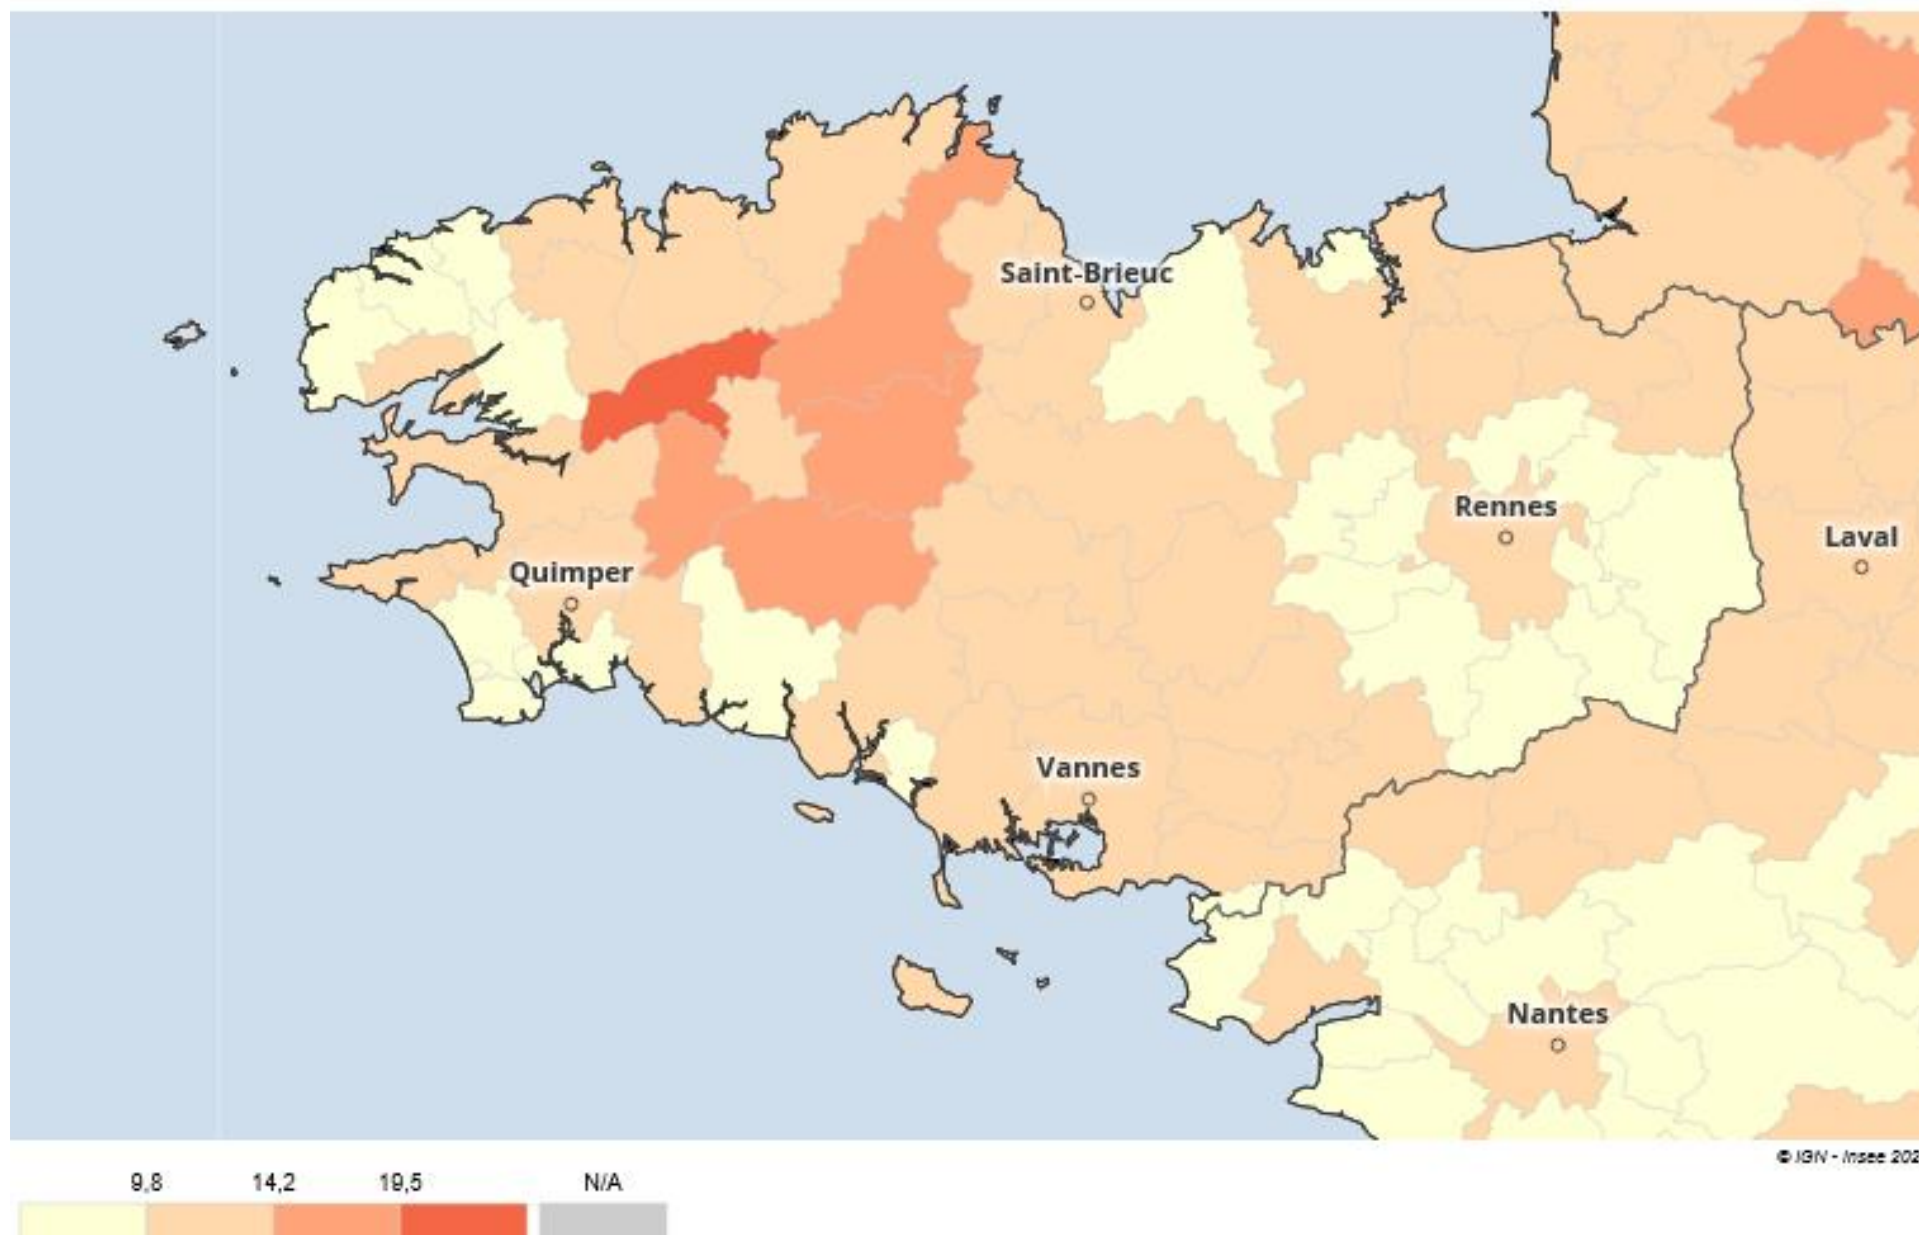 Saint-Brieuc
Rennes
Laval
Quimper
Vannes
Nantes
© IGN - Insee 202
9,8 14,2 19,5 N/A